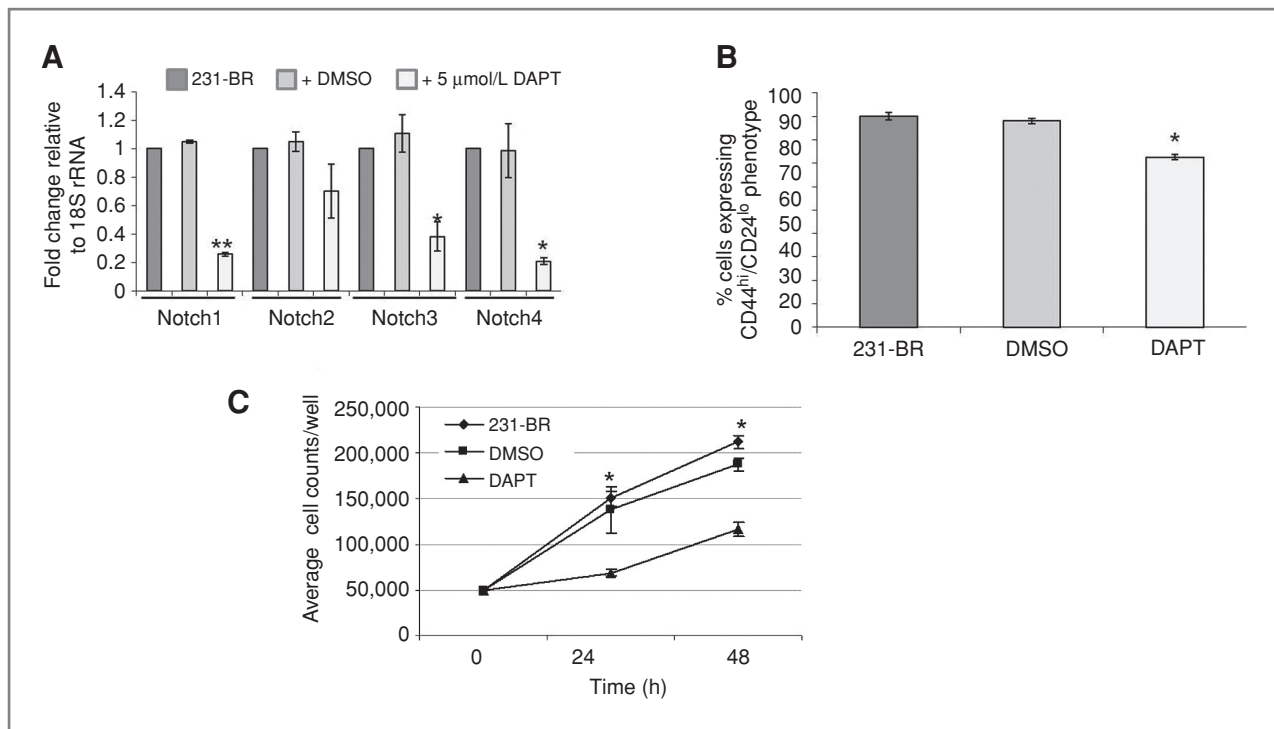 A
231-BR
+ DMSO
+ 5 µmol/L DAPT
Fold change relative
to 18S rRNA
1.4
1.2
1
0.8
0.6
0.4
0.2
0
**
*
*
Notch1
Notch2
Notch3
Notch4
B
% cells expressing
CD44hi/CD24lo phenotype
100
90
80
70
60
50
40
30
20
0
*
231-BR
DMSO
DAPT
C
Average cell counts/well
250,000
200,000
150,000
100,000
50,000
0
231-BR
DMSO
DAPT
*
*
0
24
48
Time (h)